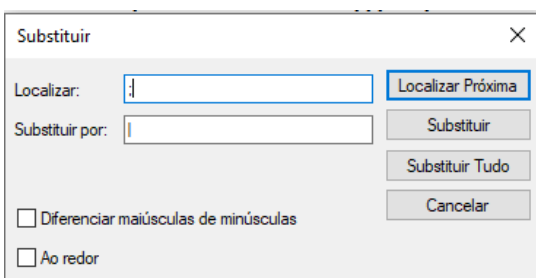 Substituir
Localizar: ;
Localizar Próxima
Substituir por: |
Substituir
Substituir Tudo
Cancelar
Diferenciar maiúsculas de minúsculas
Ao redor